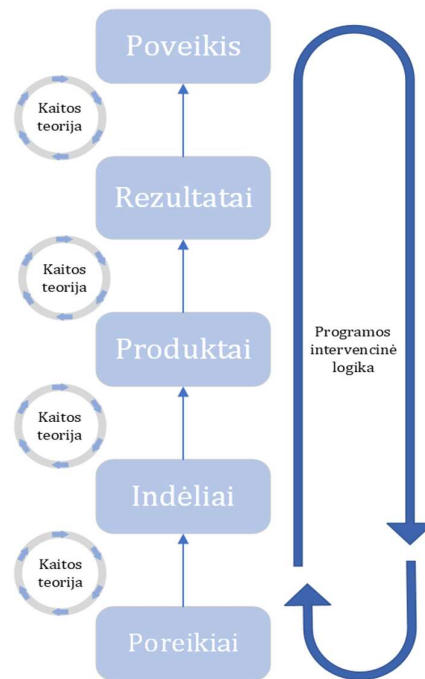 Poveikis
Kaitos
teorija
Rezultatai
Kaitos
teorija
Produktai
Programos
intervencinė
logika
Kaitos
teorija
Indėliai
Kaitos
teorija
Poreikiai